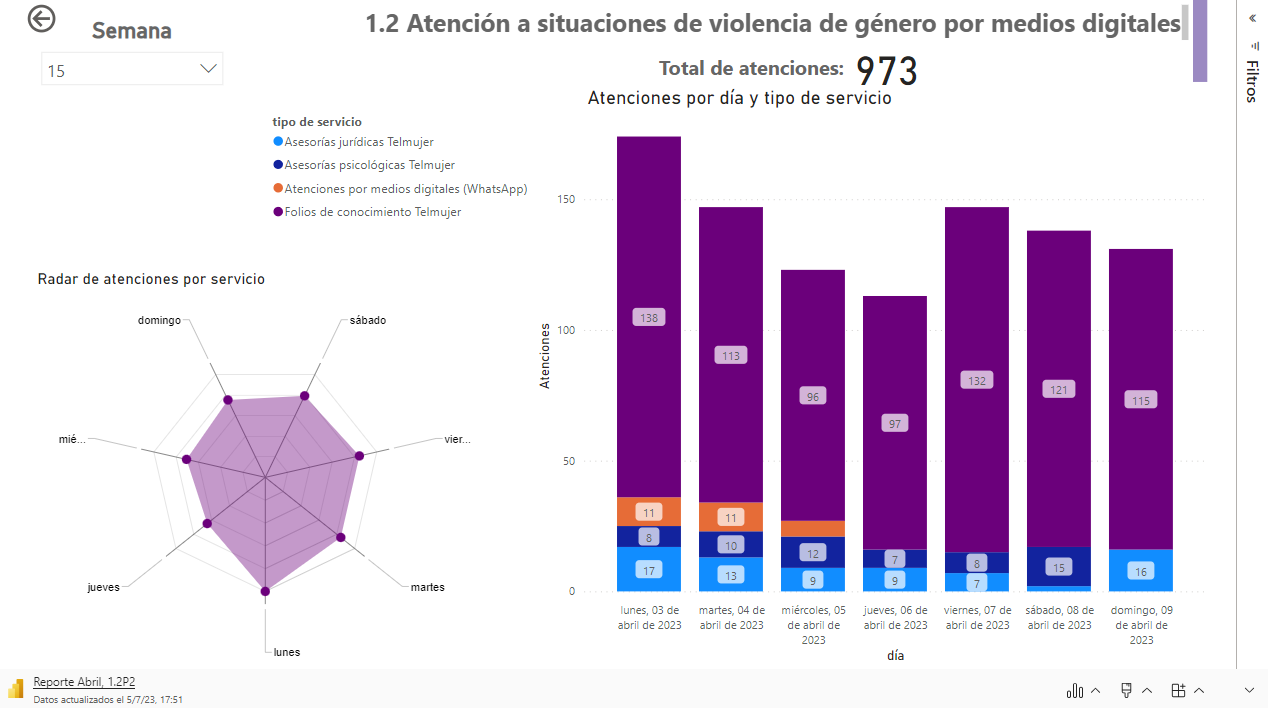 1.2 Atención a situaciones de violencia de género por medios digitales
Semana
15
Total de atenciones: 973
Filtros
Atenciones por día y tipo de servicio
tipo de servicio
Asesorías jurídicas Telmujer
Asesorías psicológicas Telmujer
Atenciones por medios digitales (WhatsApp)
Folios de conocimiento Telmujer
Radar de atenciones por servicio
domingo
sábado
mié...
vier...
jueves
martes
lunes
Atenciones
150
100
50
0
138
11
8
17
113
11
10
13
96
12
9
97
7
9
132
8
7
121
15
115
16
lunes, 03 de
abril de 2023
martes, 04 de
abril de 2023
miércoles, 05
de abril de
2023
jueves, 06 de
abril de 2023
viernes, 07 de
abril de 2023
sábado, 08 de
abril de 2023
domingo, 09
de abril de
2023
día
Reporte Abril, 1.2P2
Datos actualizados el 5/7/23, 17:51